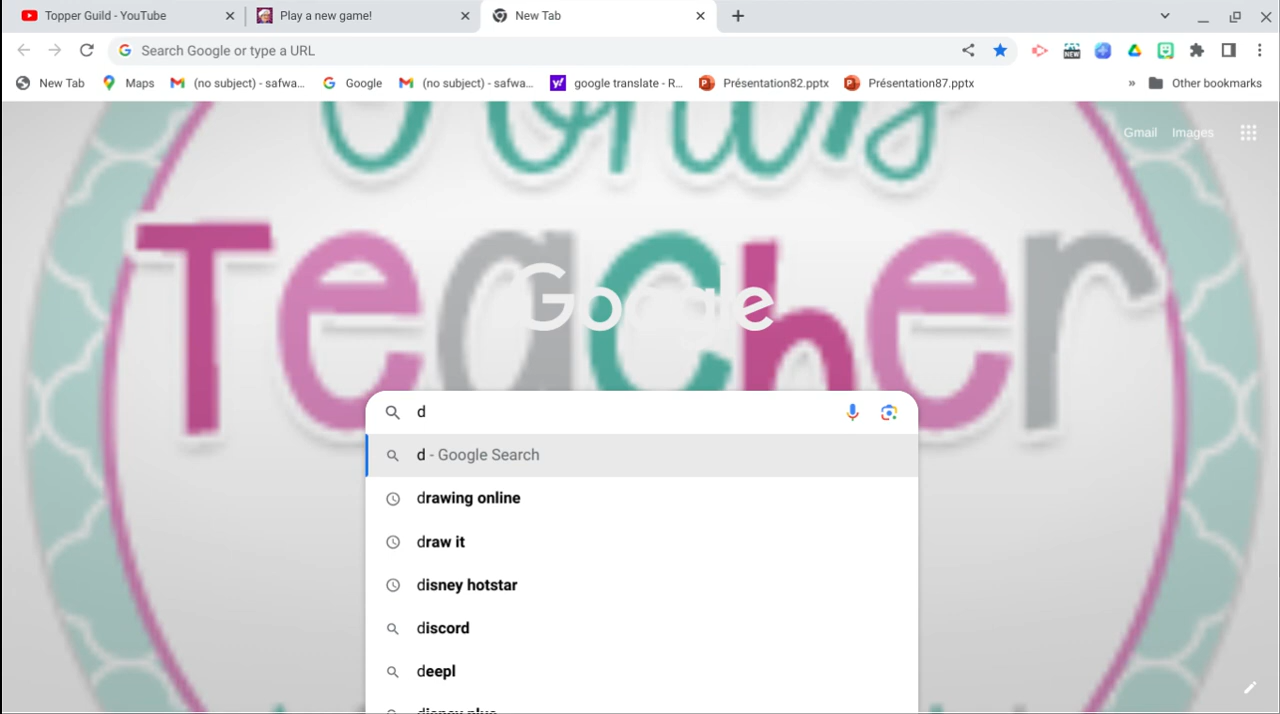 Topper Guild - YouTube
Play a new game!
New Tab
Search Google or type a URL
New Tab
Maps
(no subject) - safwa...
Google
(no subject) - safwa...
google translate - R...
Présentation82.pptx
Présentation87.pptx
»
Other bookmarks
Gmail
Images
Teacher
Google
d
d - Google Search
drawing online
draw it
disney hotstar
discord
deepl
disney plus